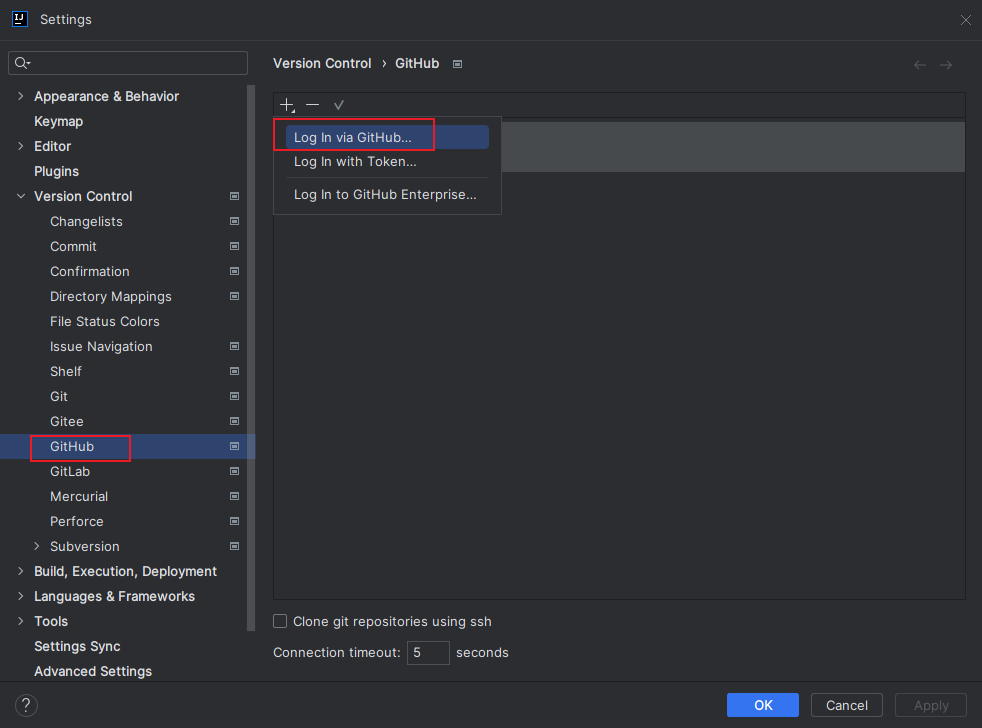 Settings
Version Control › GitHub
Appearance & Behavior
Keymap
Editor
Plugins
Version Control
Changelists
Commit
Confirmation
Directory Mappings
File Status Colors
Issue Navigation
Shelf
Git
Gitee
GitHub
GitLab
Mercurial
Perforce
Subversion
Build, Execution, Deployment
Languages & Frameworks
Tools
Settings Sync
Advanced Settings
Log In via GitHub...
Log In with Token...
Log In to GitHub Enterprise...
Clone git repositories using ssh
Connection timeout: 5 seconds
? OK Cancel Apply